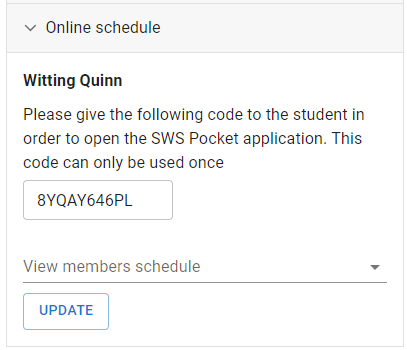 Online schedule
Witting Quinn
Please give the following code to the student in
order to open the SWS Pocket application. This
code can only be used once
8YQAY646PL
View members schedule
UPDATE